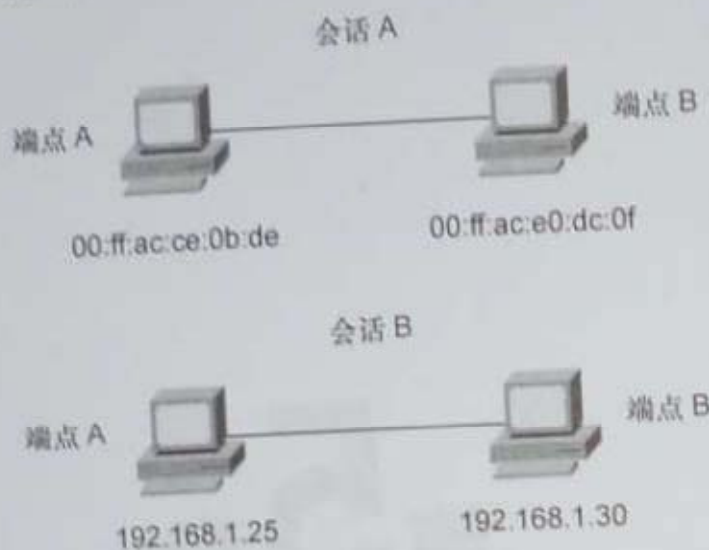 会话 A
端点 A
端点 B
00:ff:ac:ce:0b:de
00:ff:ac:e0:dc:0f
会话 B
端点 A
端点 B
192.168.1.25
192.168.1.30